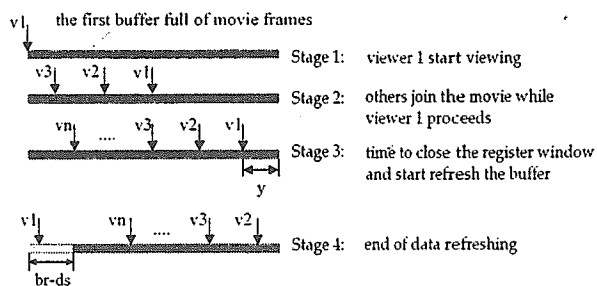 v1 the first buffer full of movie frames
Stage 1: viewer 1 start viewing
v3 v2 v1
Stage 2: others join the movie while
viewer 1 proceeds
vn .... v3 v2 v1
Stage 3: time to close the register window
and start refresh the buffer
y
v1 vn .... v3 v2
Stage 4: end of data refreshing
br-ds